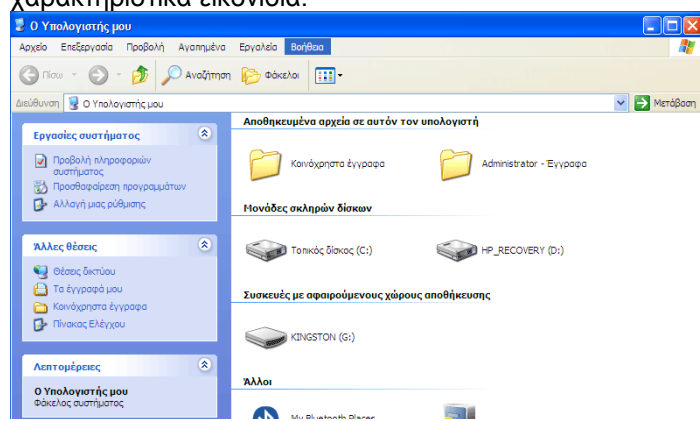 χαρακτηριστικά εικονίδια.
Ο Υπολογιστής μου
Αρχείο Επεξεργασία Προβολή Αγαπημένα Εργαλεία Βοήθεια
Πίσω Αναζήτηση Φάκελοι
Διεύθυνση Ο Υπολογιστής μου Μετάβαση
Εργασίες συστήματος
Προβολή πληροφοριών
συστήματος
Προσθαφαίρεση προγραμμάτων
Αλλαγή μιας ρύθμισης
Άλλες θέσεις
Θέσεις δικτύου
Τα έγγραφά μου
Κοινόχρηστα έγγραφα
Πίνακας Ελέγχου
Λεπτομέρειες
Ο Υπολογιστής μου
Φάκελος συστήματος
Αποθηκευμένα αρχεία σε αυτόν τον υπολογιστή
Κοινόχρηστα έγγραφα
Administrator - Έγγραφα
Μονάδες σκληρών δίσκων
Τοπικός δίσκος (C:)
HP_RECOVERY (D:)
Συσκευές με αφαιρούμενους χώρους αποθήκευσης
KINGSTON (G:)
Άλλοι
My Bluetooth Places